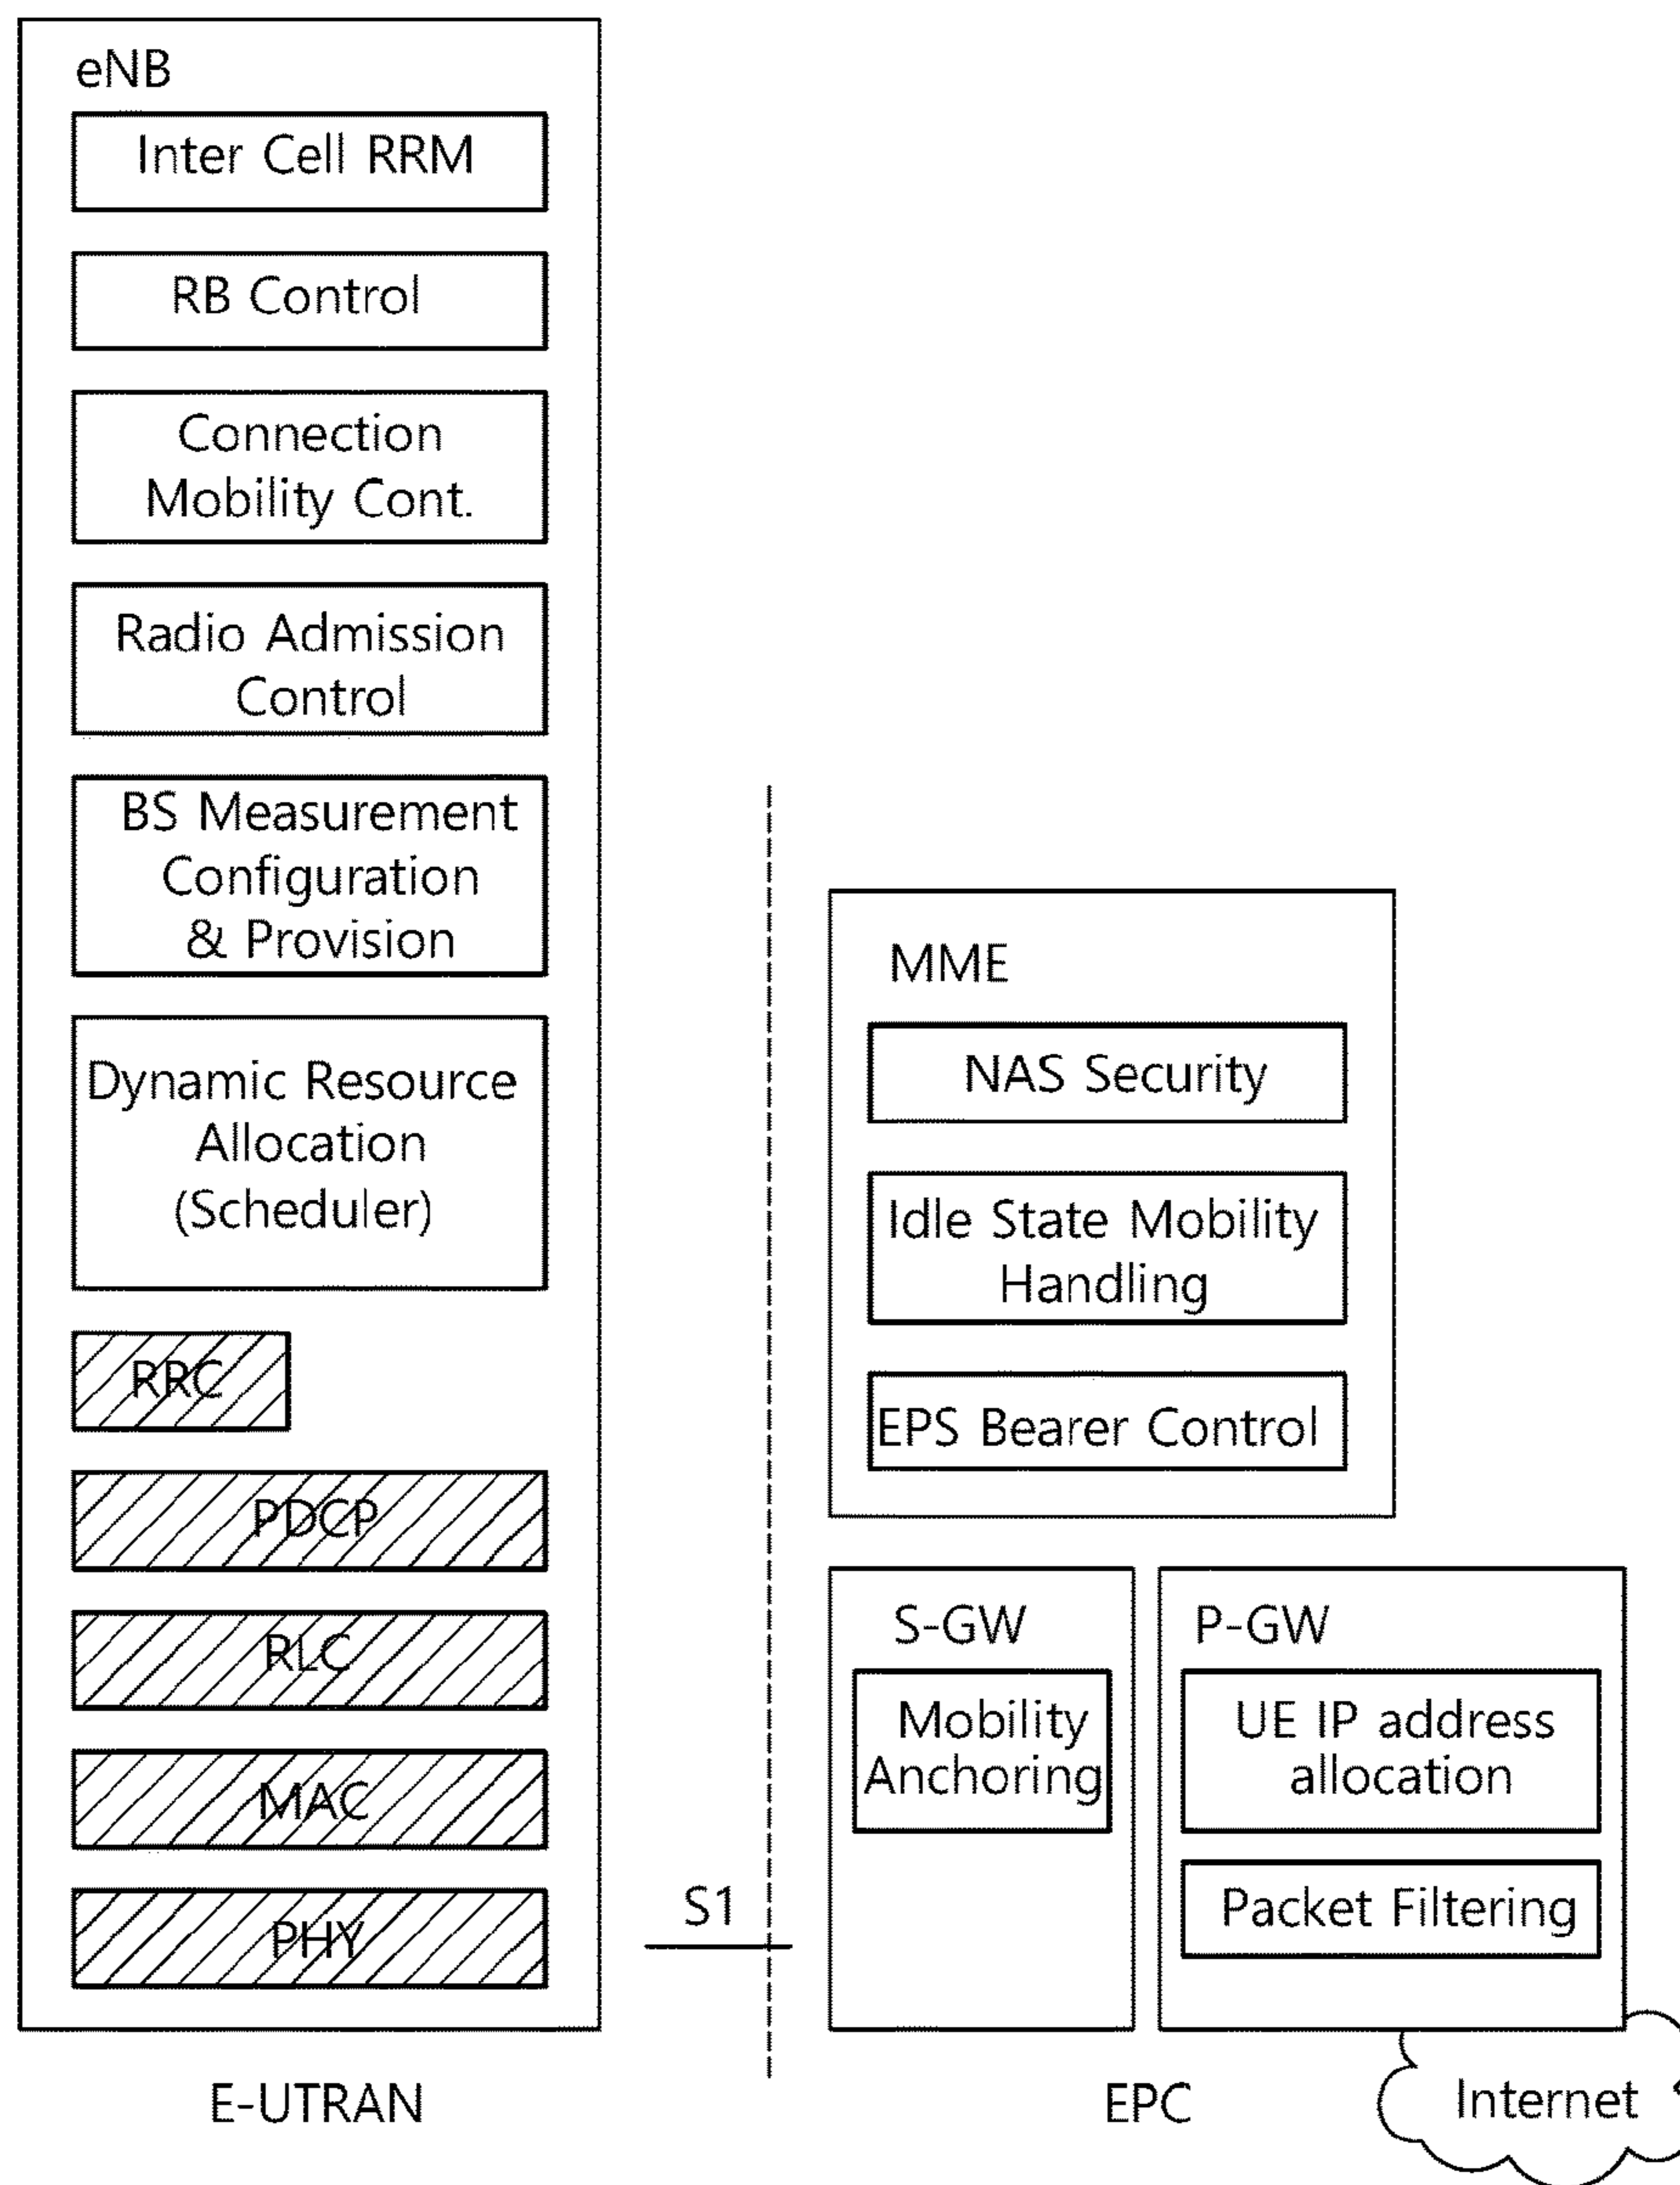 eNB
Inter Cell RRM
RB Control
Connection
Mobility Cont.
Radio Admission
Control
BS Measurement
Configuration
& Provision
Dynamic Resource
Allocation
(Scheduler)
RRC
PDCP
RLC
MAC
PHY
S1
MME
NAS Security
Idle State Mobility
Handling
EPS Bearer Control
S-GW
Mobility
Anchoring
P-GW
UE IP address
allocation
Packet Filtering
E-UTRAN
EPC
Internet